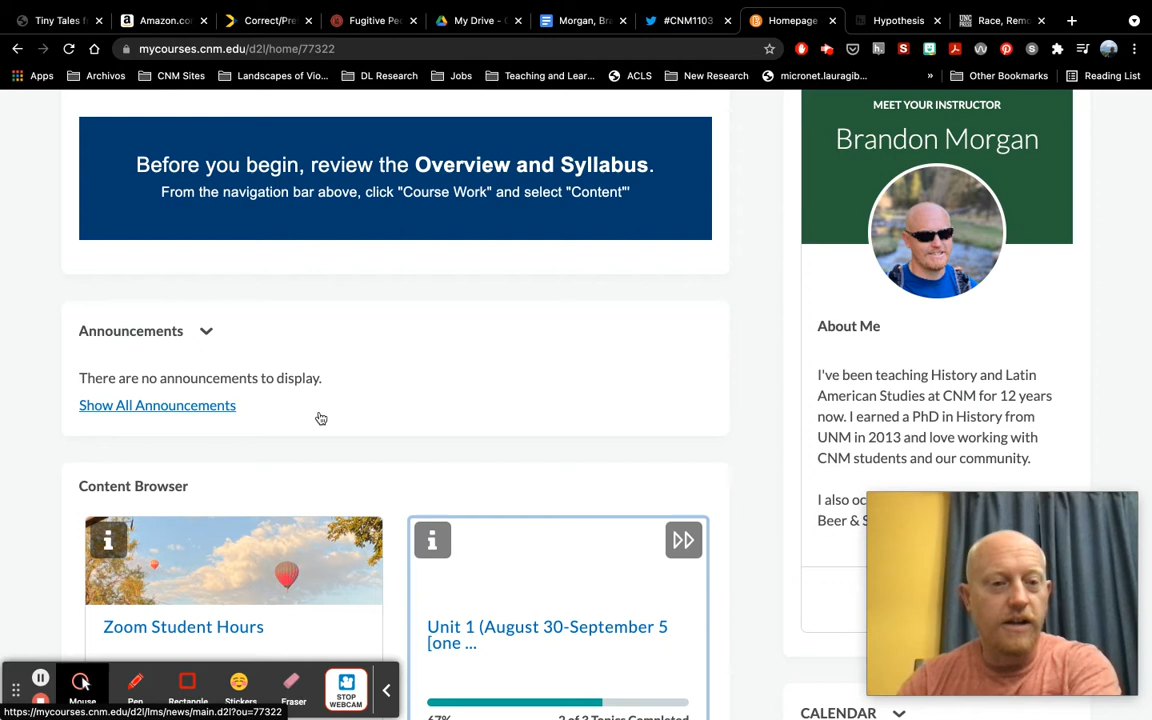 Tiny Tales f
Amazon.co
Correct/Pre
Fugitive Pe
My Drive - G
Morgan, Bra
#CNM1103
Homepage
Hypothesis
Race, Remo
mycourses.cnm.edu/d2l/home/77322
Apps
Archivos
CNM Sites
Landscapes of Vio...
DL Research
Jobs
Teaching and Lear...
ACLS
New Research
micronet.lauragib...
»
Other Bookmarks
Reading List
Before you begin, review the Overview and Syllabus.
From the navigation bar above, click "Course Work" and select "Content"'
MEET YOUR INSTRUCTOR
Brandon Morgan
Announcements
There are no announcements to display.
Show All Announcements
About Me
I've been teaching History and Latin
American Studies at CNM for 12 years
now. I earned a PhD in History from
UNM in 2013 and love working with
CNM students and our community.
I also oc
Beer & S
Content Browser
Zoom Student Hours
Unit 1 (August 30-September 5
[one ...
67%
2 of 3 Topics Completed
Mouse
Pen
Rectangle
Stickers
Eraser
STOP
WEBCAM
https://mycourses.cnm.edu/d2l/lms/news/main.d2l?ou=77322
CALENDAR